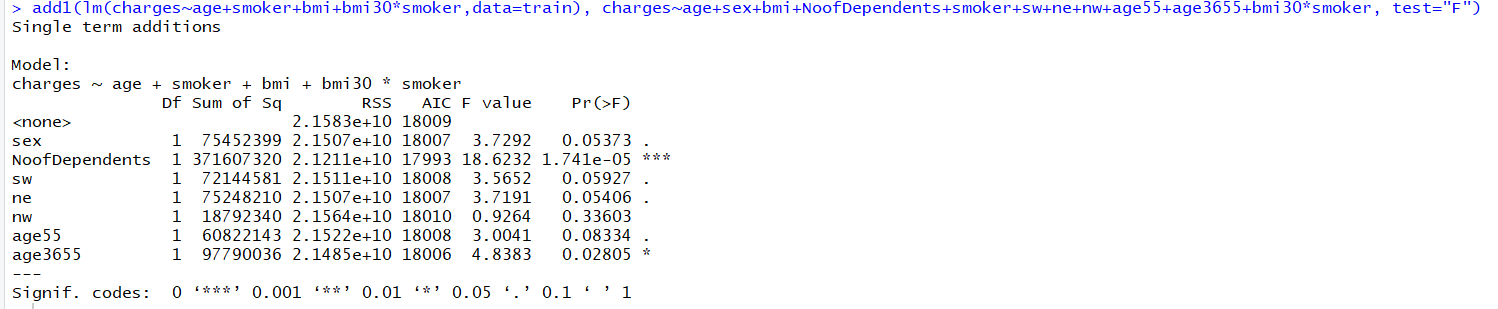 > add1(lm(charges~age+smoker+bmi+bmi30*smoker,data=train), charges~age+sex+bmi+NoofDependents+smoker+sw+ne+nw+age55+age3655+bmi30*smoker, test="F")
Single term additions

Model:
charges ~ age + smoker + bmi + bmi30 * smoker
               Df Sum of Sq        RSS   AIC F value    Pr(>F)
<none>                      2.1583e+10 18009
sex             1  75452399 2.1507e+10 18007  3.7292   0.05373 .
NoofDependents  1 371607320 2.1211e+10 17993 18.6232 1.741e-05 ***
sw              1  72144581 2.1511e+10 18008  3.5652   0.05927 .
ne              1  75248210 2.1507e+10 18007  3.7191   0.05406 .
nw              1  18792340 2.1564e+10 18010  0.9264   0.33603
age55           1  60822143 2.1522e+10 18008  3.0041   0.08334 .
age3655         1  97790036 2.1485e+10 18006  4.8383   0.02805 *
---
Signif. codes:  0 ‘***’ 0.001 ‘**’ 0.01 ‘*’ 0.05 ‘.’ 0.1 ‘ ’ 1